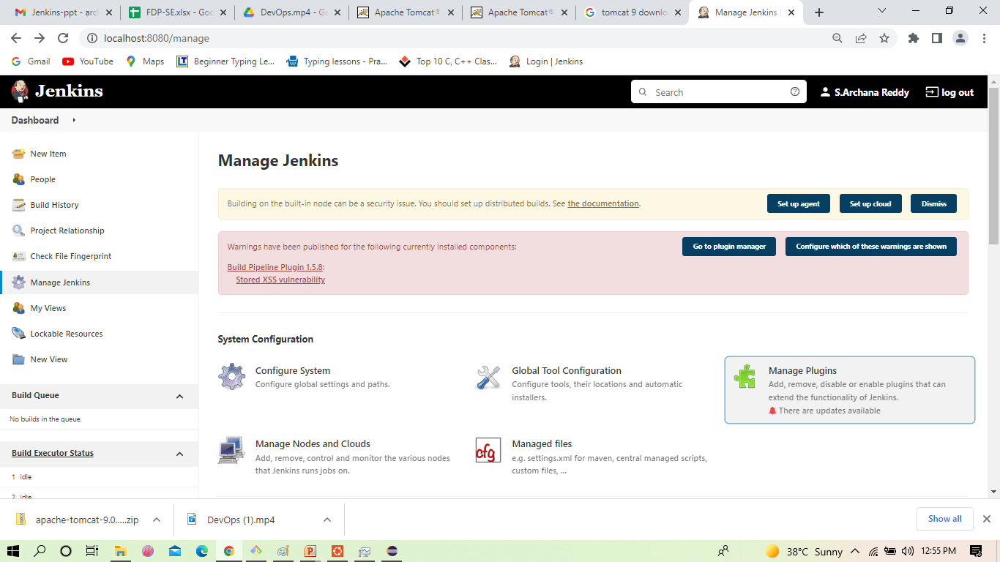 Jenkins-ppt - arc
FDP-SE.xlsx - Goo
DevOps.mp4 - Go
Apache Tomcat®
Apache Tomcat®
tomcat 9 downlo
Manage Jenkins
localhost:8080/manage
Gmail
YouTube
Maps
Beginner Typing Le...
Typing lessons - Pra...
Top 10 C, C++ Clas...
Login | Jenkins
Jenkins
Search
S.Archana Reddy
log out
Dashboard
New Item
People
Build History
Project Relationship
Check File Fingerprint
Manage Jenkins
My Views
Lockable Resources
New View
Build Queue
No builds in the queue.
Build Executor Status
1 Idle
2 Idle
Manage Jenkins
Building on the built-in node can be a security issue. You should set up distributed builds. See the documentation.
Set up agent
Set up cloud
Dismiss
Warnings have been published for the following currently installed components:
Go to plugin manager
Configure which of these warnings are shown
Build Pipeline Plugin 1.5.8:
Stored XSS vulnerability
System Configuration
Configure System
Configure global settings and paths.
Global Tool Configuration
Configure tools, their locations and automatic
installers.
Manage Plugins
Add, remove, disable or enable plugins that can
extend the functionality of Jenkins.
There are updates available
Manage Nodes and Clouds
Add, remove, control and monitor the various nodes
that Jenkins runs jobs on.
cfg
Managed files
e.g. settings.xml for maven, central managed scripts,
custom files, ...
apache-tomcat-9.0.....zip
DevOps (1).mp4
Show all
38°C Sunny
12:55 PM